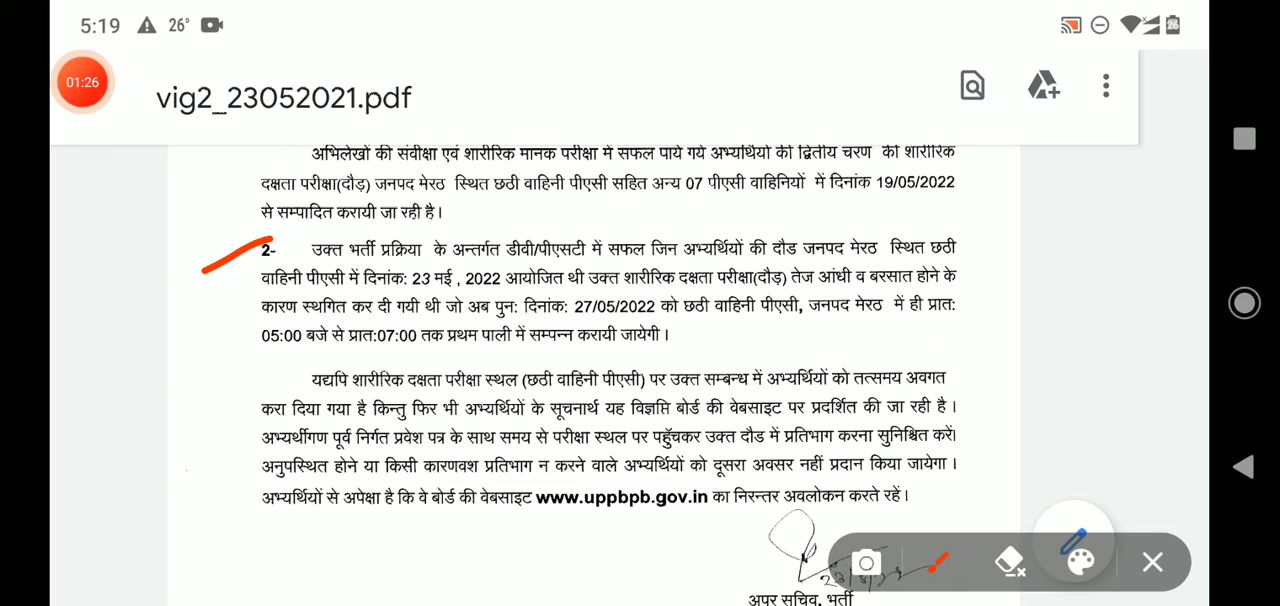 5:19 26°
01:26
vig2_23052021.pdf
अभिलेखों की संवीक्षा एवं शारीरिक मानक परीक्षा में सफल पाये गये अभ्यर्थियों की द्वितीय चरण की शारीरिक
दक्षता परीक्षा(दौड़) जनपद मेरठ स्थित छठी वाहिनी पीएसी सहित अन्य 07 पीएसी वाहिनियों में दिनांक 19/05/2022
से सम्पादित करायी जा रही है।
2- उक्त भर्ती प्रक्रिया के अन्तर्गत डीवी/पीएसटी में सफल जिन अभ्यर्थियों की दौड जनपद मेरठ स्थित छठी
वाहिनी पीएसी में दिनांक: 23 मई , 2022 आयोजित थी उक्त शारीरिक दक्षता परीक्षा(दौड़) तेज आंधी व बरसात होने के
कारण स्थगित कर दी गयी थी जो अब पुन: दिनांक: 27/05/2022 को छठी वाहिनी पीएसी, जनपद मेरठ में ही प्रात:
05:00 बजे से प्रात:07:00 तक प्रथम पाली में सम्पन्न करायी जायेगी।
यद्यपि शारीरिक दक्षता परीक्षा स्थल (छठी वाहिनी पीएसी) पर उक्त सम्बन्ध में अभ्यर्थियों को तत्समय अवगत
करा दिया गया है किन्तु फिर भी अभ्यर्थियों के सूचनार्थ यह विज्ञप्ति बोर्ड की वेबसाइट पर प्रदर्शित की जा रही है।
अभ्यर्थीगण पूर्व निर्गत प्रवेश पत्र के साथ समय से परीक्षा स्थल पर पहुॅचकर उक्त दौड में प्रतिभाग करना सुनिश्चित करें।
अनुपस्थित होने या किसी कारणवश प्रतिभाग न करने वाले अभ्यर्थियों को दूसरा अवसर नहीं प्रदान किया जायेगा।
अभ्यर्थियों से अपेक्षा है कि वे बोर्ड की वेबसाइट www.uppbpb.gov.in का निरन्तर अवलोकन करते रहें।
अपर सचिव, भर्ती